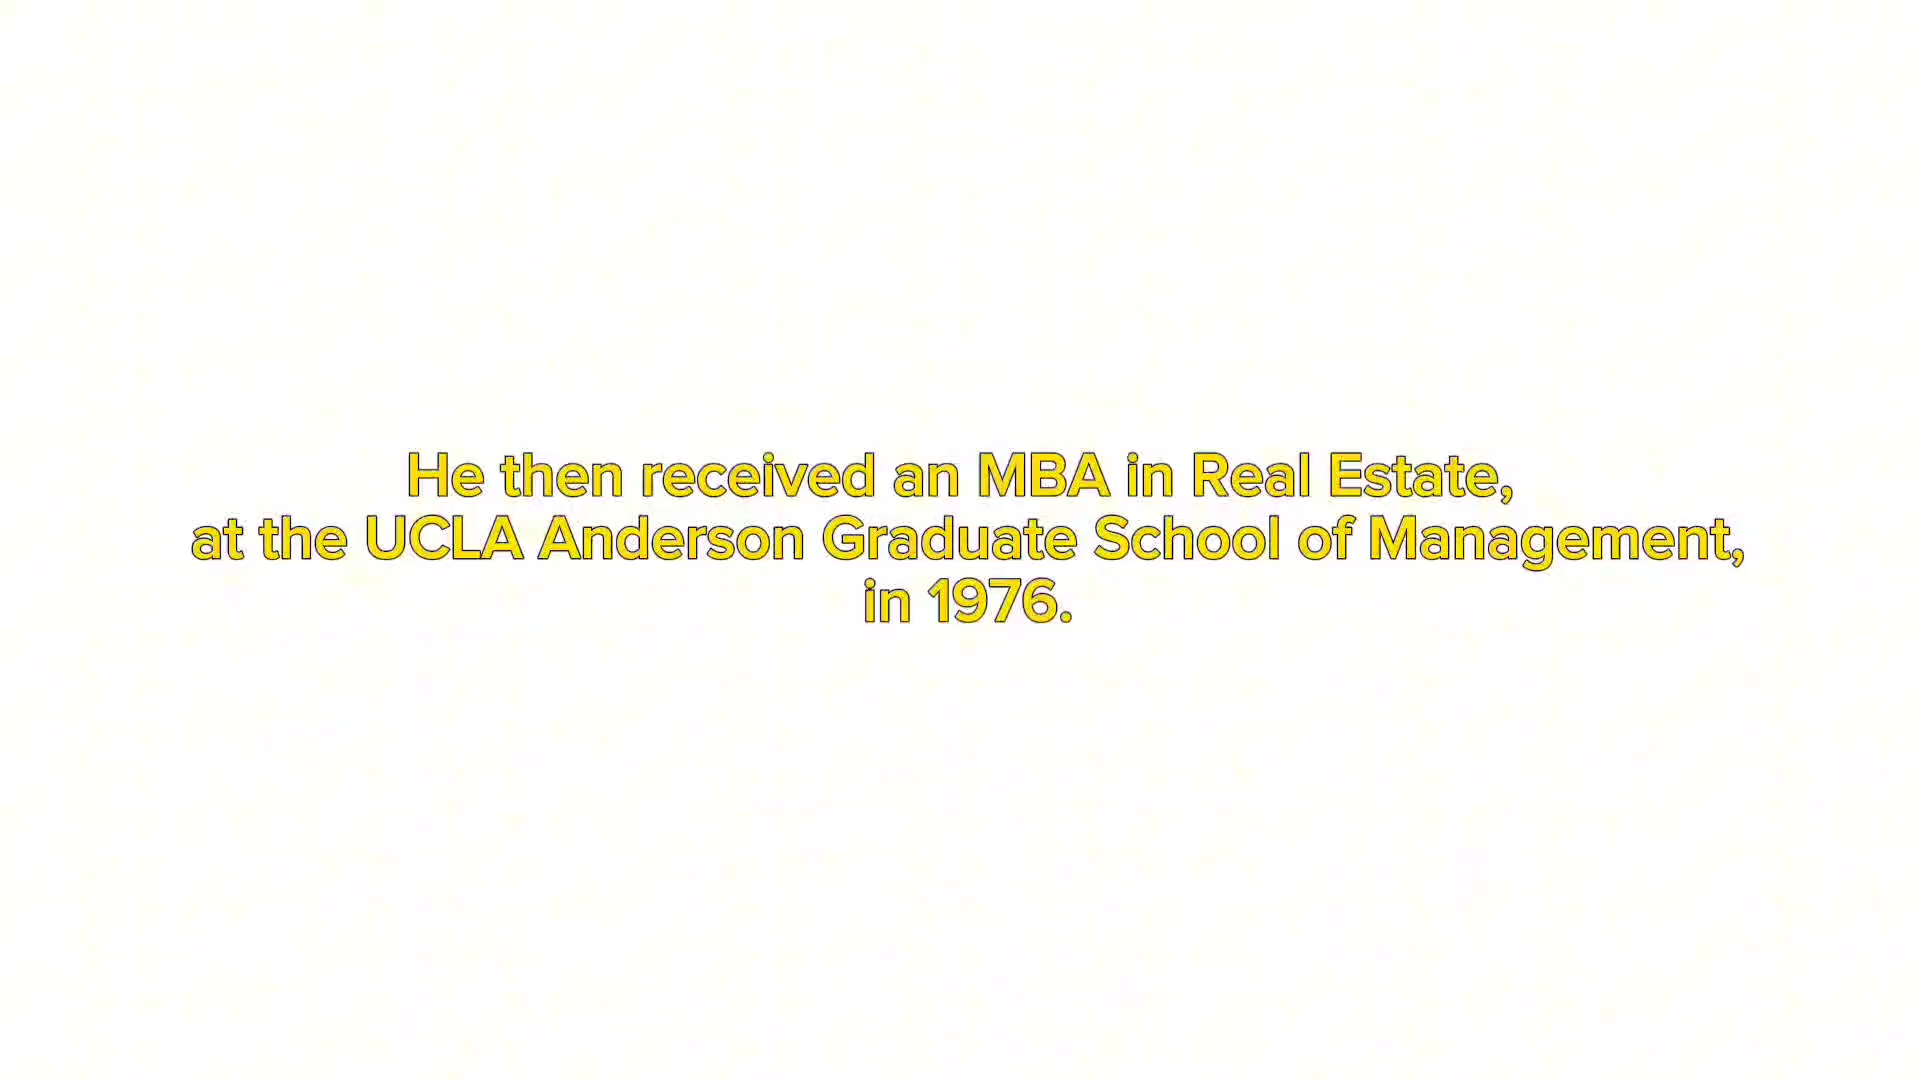 He then received an MBA in Real Estate,
at the UCLA Anderson Graduate School of Management,
in 1976.